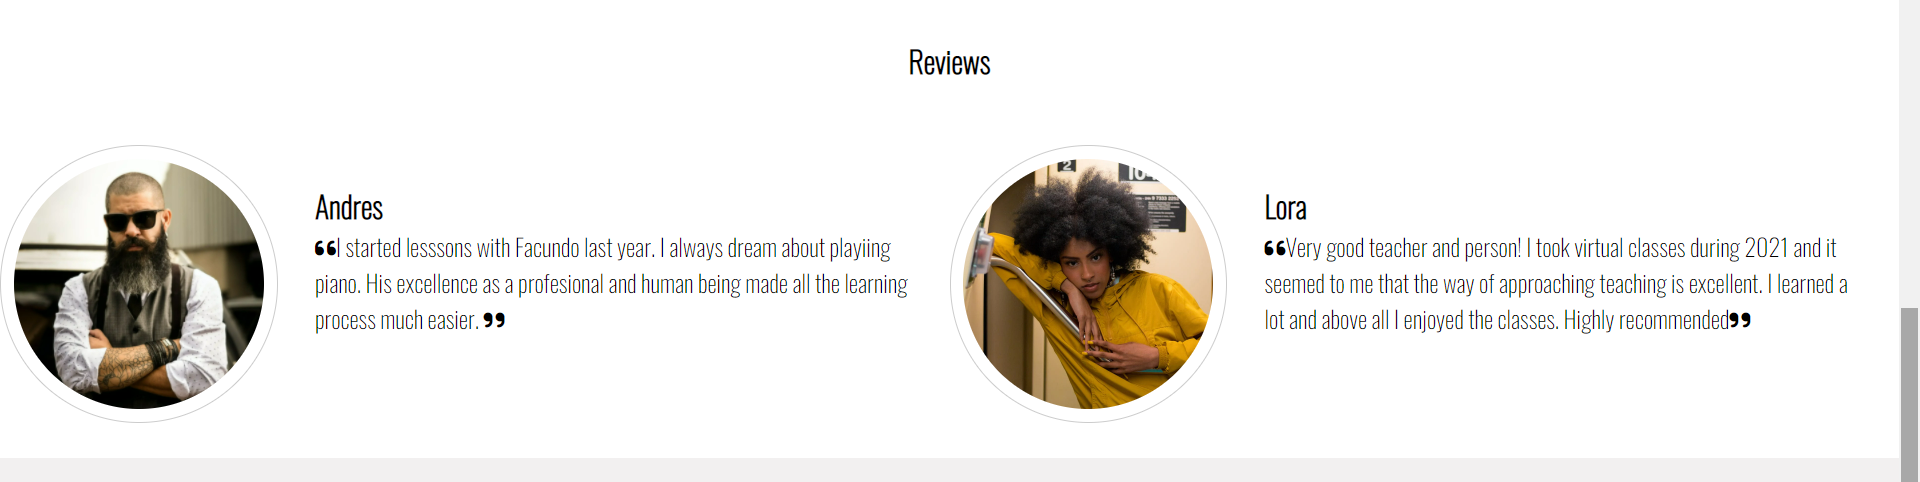 Reviews
Andres
❝I started lesssons with Facundo last year. I always dream about playiing
piano. His excellence as a profesional and human being made all the learning
process much easier. ❞
Lora
❝Very good teacher and person! I took virtual classes during 2021 and it
seemed to me that the way of approaching teaching is excellent. I learned a
lot and above all I enjoyed the classes. Highly recommended❞
2